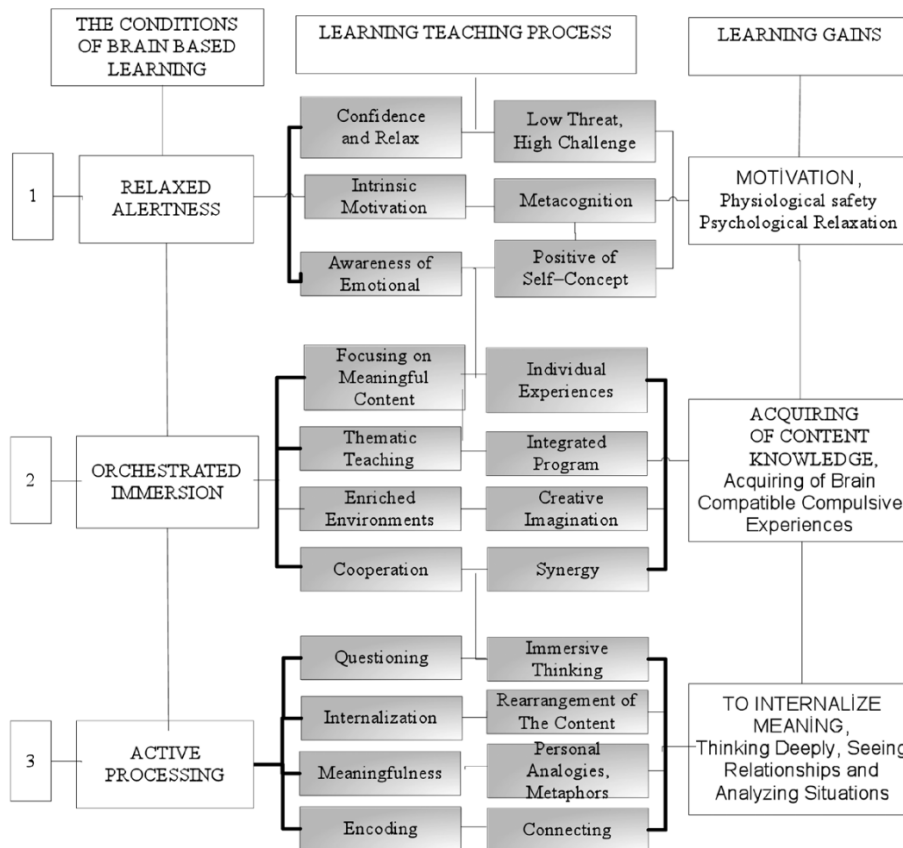 THE CONDITIONS
OF BRAIN BASED
LEARNING
LEARNING TEACHING PROCESS
LEARNING GAINS
1
RELAXED
ALERTNESS
Confidence
and Relax
Low Threat,
High Challenge
Intrinsic
Motivation
Metacognition
Awareness of
Emotional
Positive of
Self-Concept
MOTİVATION,
Physiological safety
Psychological Relaxation
2
ORCHESTRATED
IMMERSION
Focusing on
Meaningful
Content
Individual
Experiences
Thematic
Teaching
Integrated
Program
Enriched
Environments
Creative
Imagination
Cooperation
Synergy
ACQUIRING
OF CONTENT
KNOWLEDGE,
Acquiring of Brain
Compatible Compulsive
Experiences
3
ACTIVE
PROCESSING
Questioning
Immersive
Thinking
Internalization
Rearrangement of
The Content
Meaningfulness
Personal
Analogies,
Metaphors
Encoding
Connecting
TO INTERNALİZE
MEANING,
Thinking Deeply, Seeing
Relationships and
Analyzing Situations